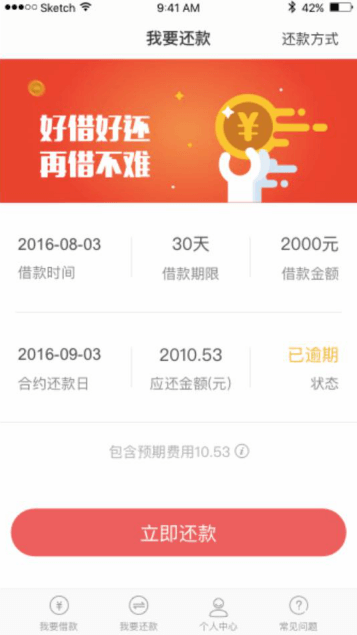 Sketch 9:41 AM 42%
我要还款 还款方式
好借好还
再借不难
2016-08-03 30天 2000元
借款时间 借款期限 借款金额
2016-09-03 2010.53 已逾期
合约还款日 应还金额(元) 状态
包含预期费用10.53
立即还款
我要借款 我要还款 个人中心 常见问题